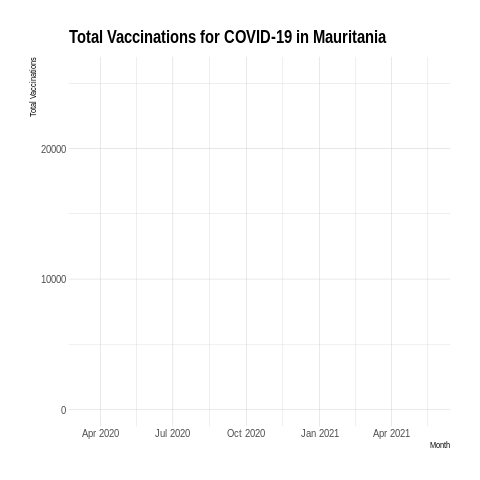 Total Vaccinations for COVID-19 in Mauritania
Total Vaccinations
20000
10000
0
Apr 2020
Jul 2020
Oct 2020
Jan 2021
Apr 2021
Month